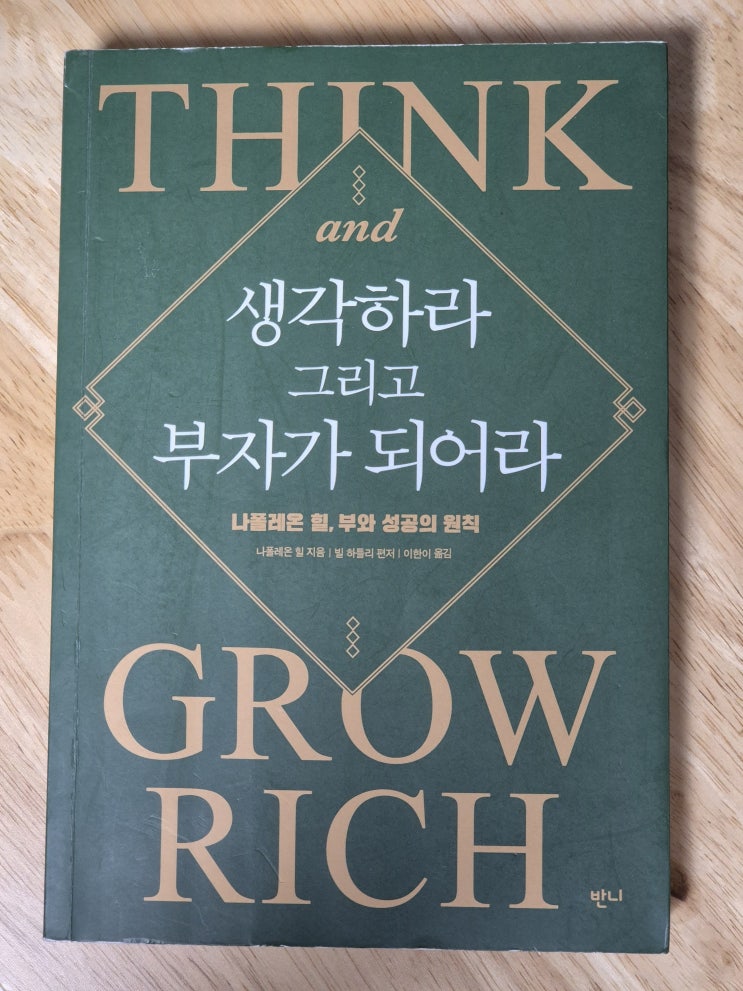 THINK
and
생각하라
그리고
부자가 되어라
나폴레온 힐, 부와 성공의 원칙
나폴레온 힐 지음 | 빌 하틀리 편저 | 이한이 옮김
GROW
RICH
반니